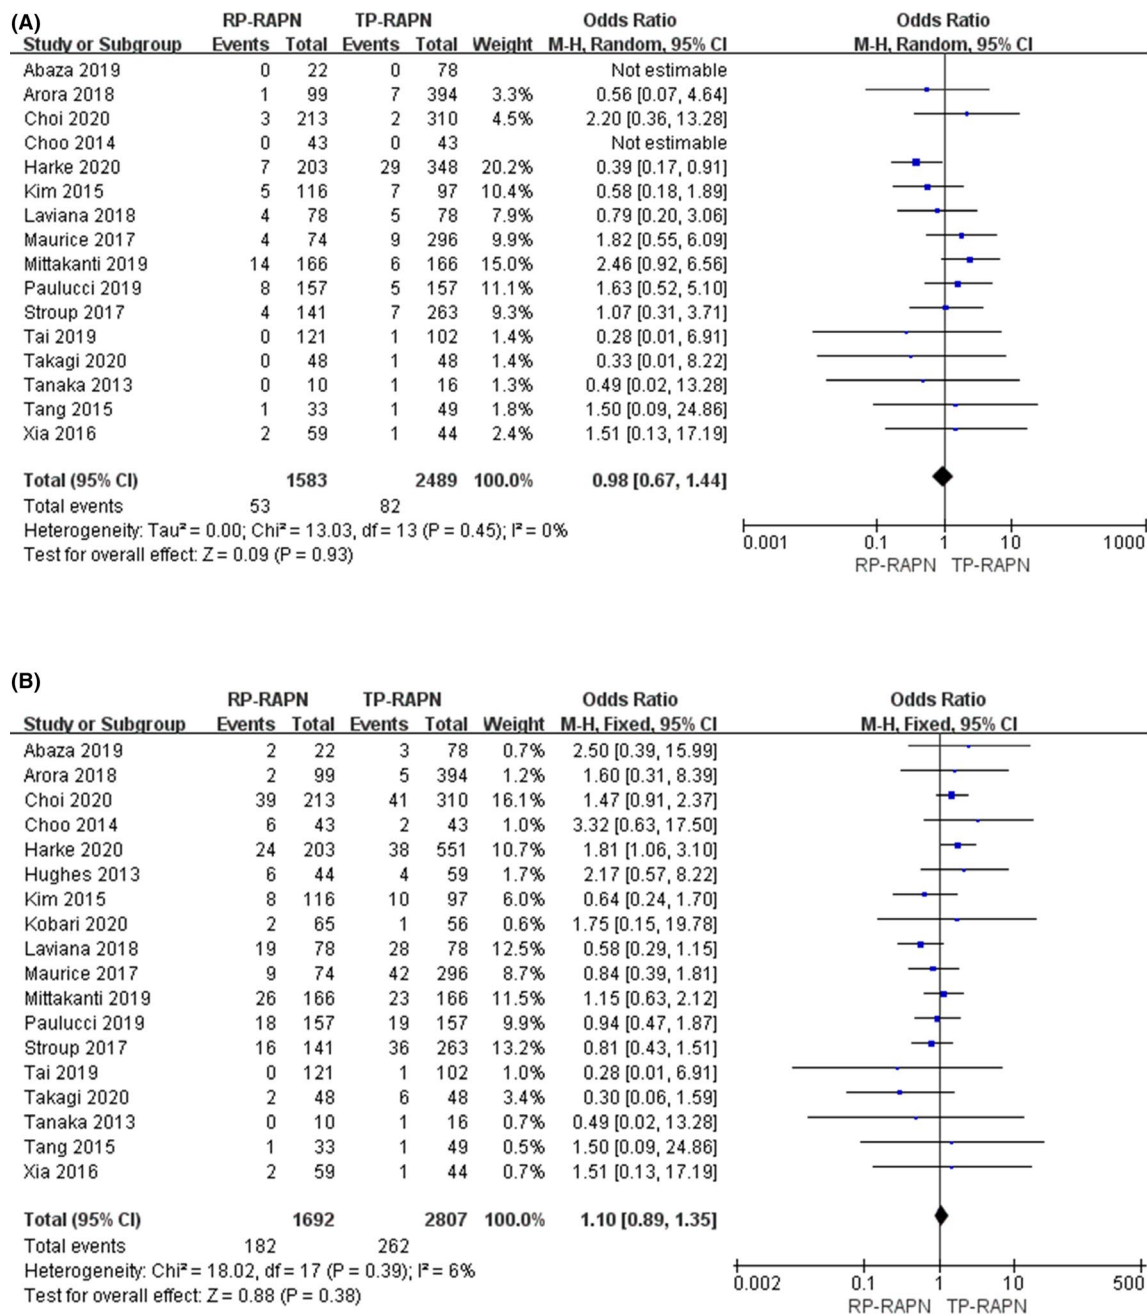 (A)
RP-RAPN TP-RAPN Odds Ratio Odds Ratio
Study or Subgroup Events Total Events Total Weight M-H, Random, 95% CI M-H, Random, 95% CI
Abaza 2019 0 22 0 78 Not estimable
Arora 2018 1 99 7 394 3.3% 0.56 [0.07, 4.64]
Choi 2020 3 213 2 310 4.5% 2.20 [0.36, 13.28]
Choo 2014 0 43 0 43 Not estimable
Harke 2020 7 203 29 348 20.2% 0.39 [0.17, 0.91]
Kim 2015 5 116 7 97 10.4% 0.58 [0.18, 1.89]
Laviana 2018 4 78 5 78 7.9% 0.79 [0.20, 3.06]
Maurice 2017 4 74 9 296 9.9% 1.82 [0.55, 6.09]
Mittakanti 2019 14 166 6 166 15.0% 2.46 [0.92, 6.56]
Paulucci 2019 8 157 5 157 11.1% 1.63 [0.52, 5.10]
Stroup 2017 4 141 7 263 9.3% 1.07 [0.31, 3.71]
Tai 2019 0 121 1 102 1.4% 0.28 [0.01, 6.91]
Takagi 2020 0 48 1 48 1.4% 0.33 [0.01, 8.22]
Tanaka 2013 0 10 1 16 1.3% 0.49 [0.02, 13.28]
Tang 2015 1 33 1 49 1.8% 1.50 [0.09, 24.86]
Xia 2016 2 59 1 44 2.4% 1.51 [0.13, 17.19]
Total (95% CI) 1583 2489 100.0% 0.98 [0.67, 1.44]
Total events 53 82
Heterogeneity: Tau² = 0.00; Chi² = 13.03, df = 13 (P = 0.45); I² = 0%
Test for overall effect: Z = 0.09 (P = 0.93)
0.001 0.1 1 10 1000
RP-RAPN TP-RAPN
(B)
RP-RAPN TP-RAPN Odds Ratio Odds Ratio
Study or Subgroup Events Total Events Total Weight M-H, Fixed, 95% CI M-H, Fixed, 95% CI
Abaza 2019 2 22 3 78 0.7% 2.50 [0.39, 15.99]
Arora 2018 2 99 5 394 1.2% 1.60 [0.31, 8.39]
Choi 2020 39 213 41 310 16.1% 1.47 [0.91, 2.37]
Choo 2014 6 43 2 43 1.0% 3.32 [0.63, 17.50]
Harke 2020 24 203 38 551 10.7% 1.81 [1.06, 3.10]
Hughes 2013 6 44 4 59 1.7% 2.17 [0.57, 8.22]
Kim 2015 8 116 10 97 6.0% 0.64 [0.24, 1.70]
Kobari 2020 2 65 1 56 0.6% 1.75 [0.15, 19.78]
Laviana 2018 19 78 28 78 12.5% 0.58 [0.29, 1.15]
Maurice 2017 9 74 42 296 8.7% 0.84 [0.39, 1.81]
Mittakanti 2019 26 166 23 166 11.5% 1.15 [0.63, 2.12]
Paulucci 2019 18 157 19 157 9.9% 0.94 [0.47, 1.87]
Stroup 2017 16 141 36 263 13.2% 0.81 [0.43, 1.51]
Tai 2019 0 121 1 102 1.0% 0.28 [0.01, 6.91]
Takagi 2020 2 48 6 48 3.4% 0.30 [0.06, 1.59]
Tanaka 2013 0 10 1 16 0.7% 0.49 [0.02, 13.28]
Tang 2015 1 33 1 49 0.5% 1.50 [0.09, 24.86]
Xia 2016 2 59 1 44 0.7% 1.51 [0.13, 17.19]
Total (95% CI) 1692 2807 100.0% 1.10 [0.89, 1.35]
Total events 182 262
Heterogeneity: Chi² = 18.02, df = 17 (P = 0.39); I² = 6%
Test for overall effect: Z = 0.88 (P = 0.38)
0.002 0.1 1 10 500
RP-RAPN TP-RAPN